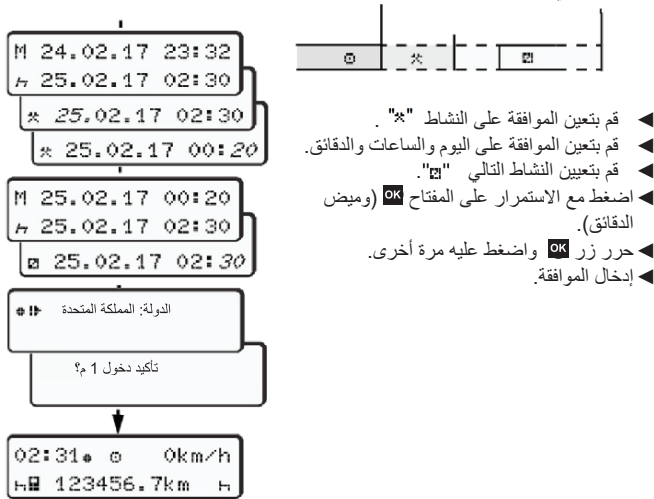 M 24.02.17 23:32
h 25.02.17 02:30
25.02.17 02:30
25.02.17 00:20
M 25.02.17 00:20
h 25.02.17 02:30
25.02.17 02:30
الدولة: المملكة المتحدة
تأكيد دخول 1 م؟
02:31 0km/h
123456.7km h
قم بتعين الموافقة على النشاط "".
قم بتعين الموافقة على اليوم والساعات والدقائق.
قم بتعيين النشاط التالي "".
اضغط مع الاستمرار على المفتاح OK (وميض
الدقائق).
حرر زر OK واضغط عليه مرة أخرى.
إدخال الموافقة.